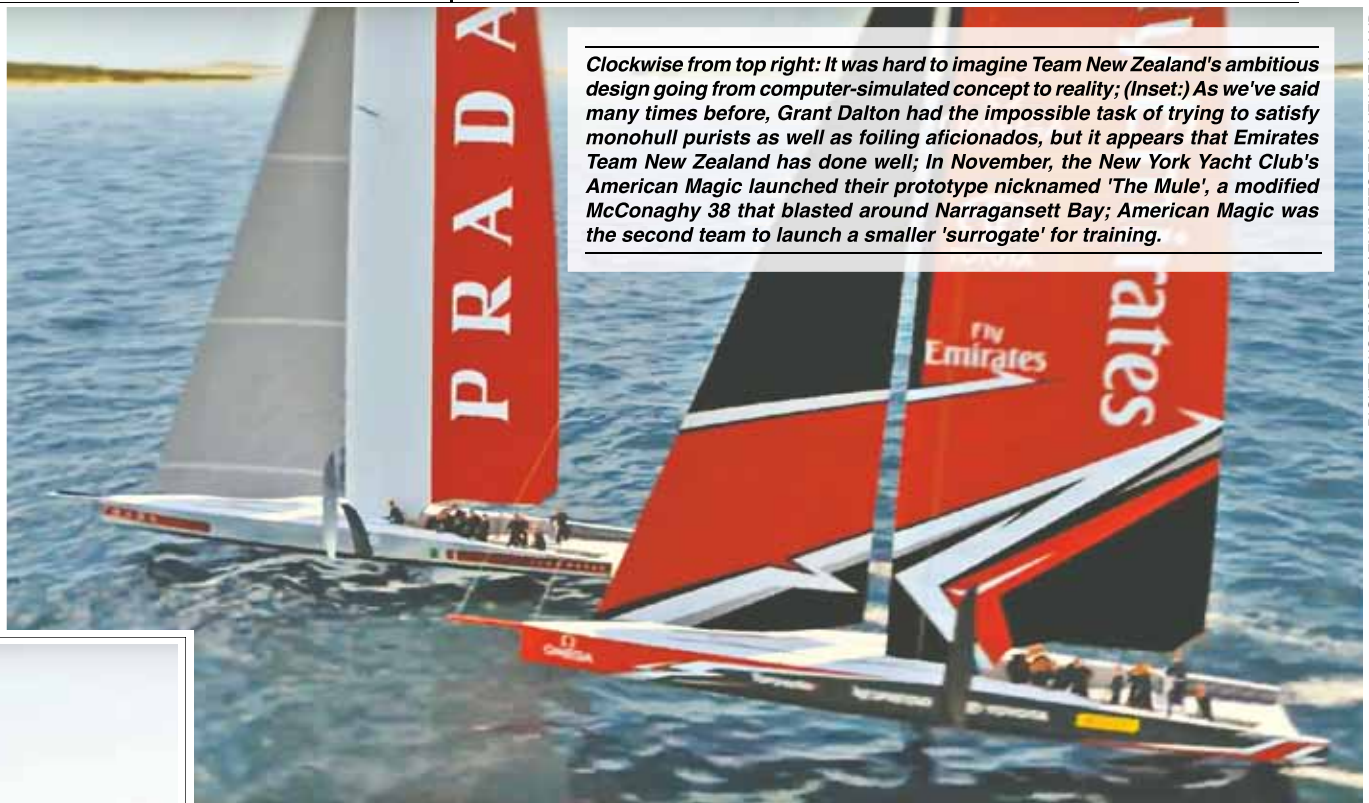 Clockwise from top right: It was hard to imagine Team New Zealand's ambitious
design going from computer-simulated concept to reality; (Inset:) As we've said
many times before, Grant Dalton had the impossible task of trying to satisfy
monohull purists as well as foiling aficionados, but it appears that Emirates
Team New Zealand has done well; In November, the New York Yacht Club's
American Magic launched their prototype nicknamed 'The Mule', a modified
McConaghy 38 that blasted around Narragansett Bay; American Magic was
the second team to launch a smaller 'surrogate' for training.
PRADA
Fly
Emirates
OMEGA